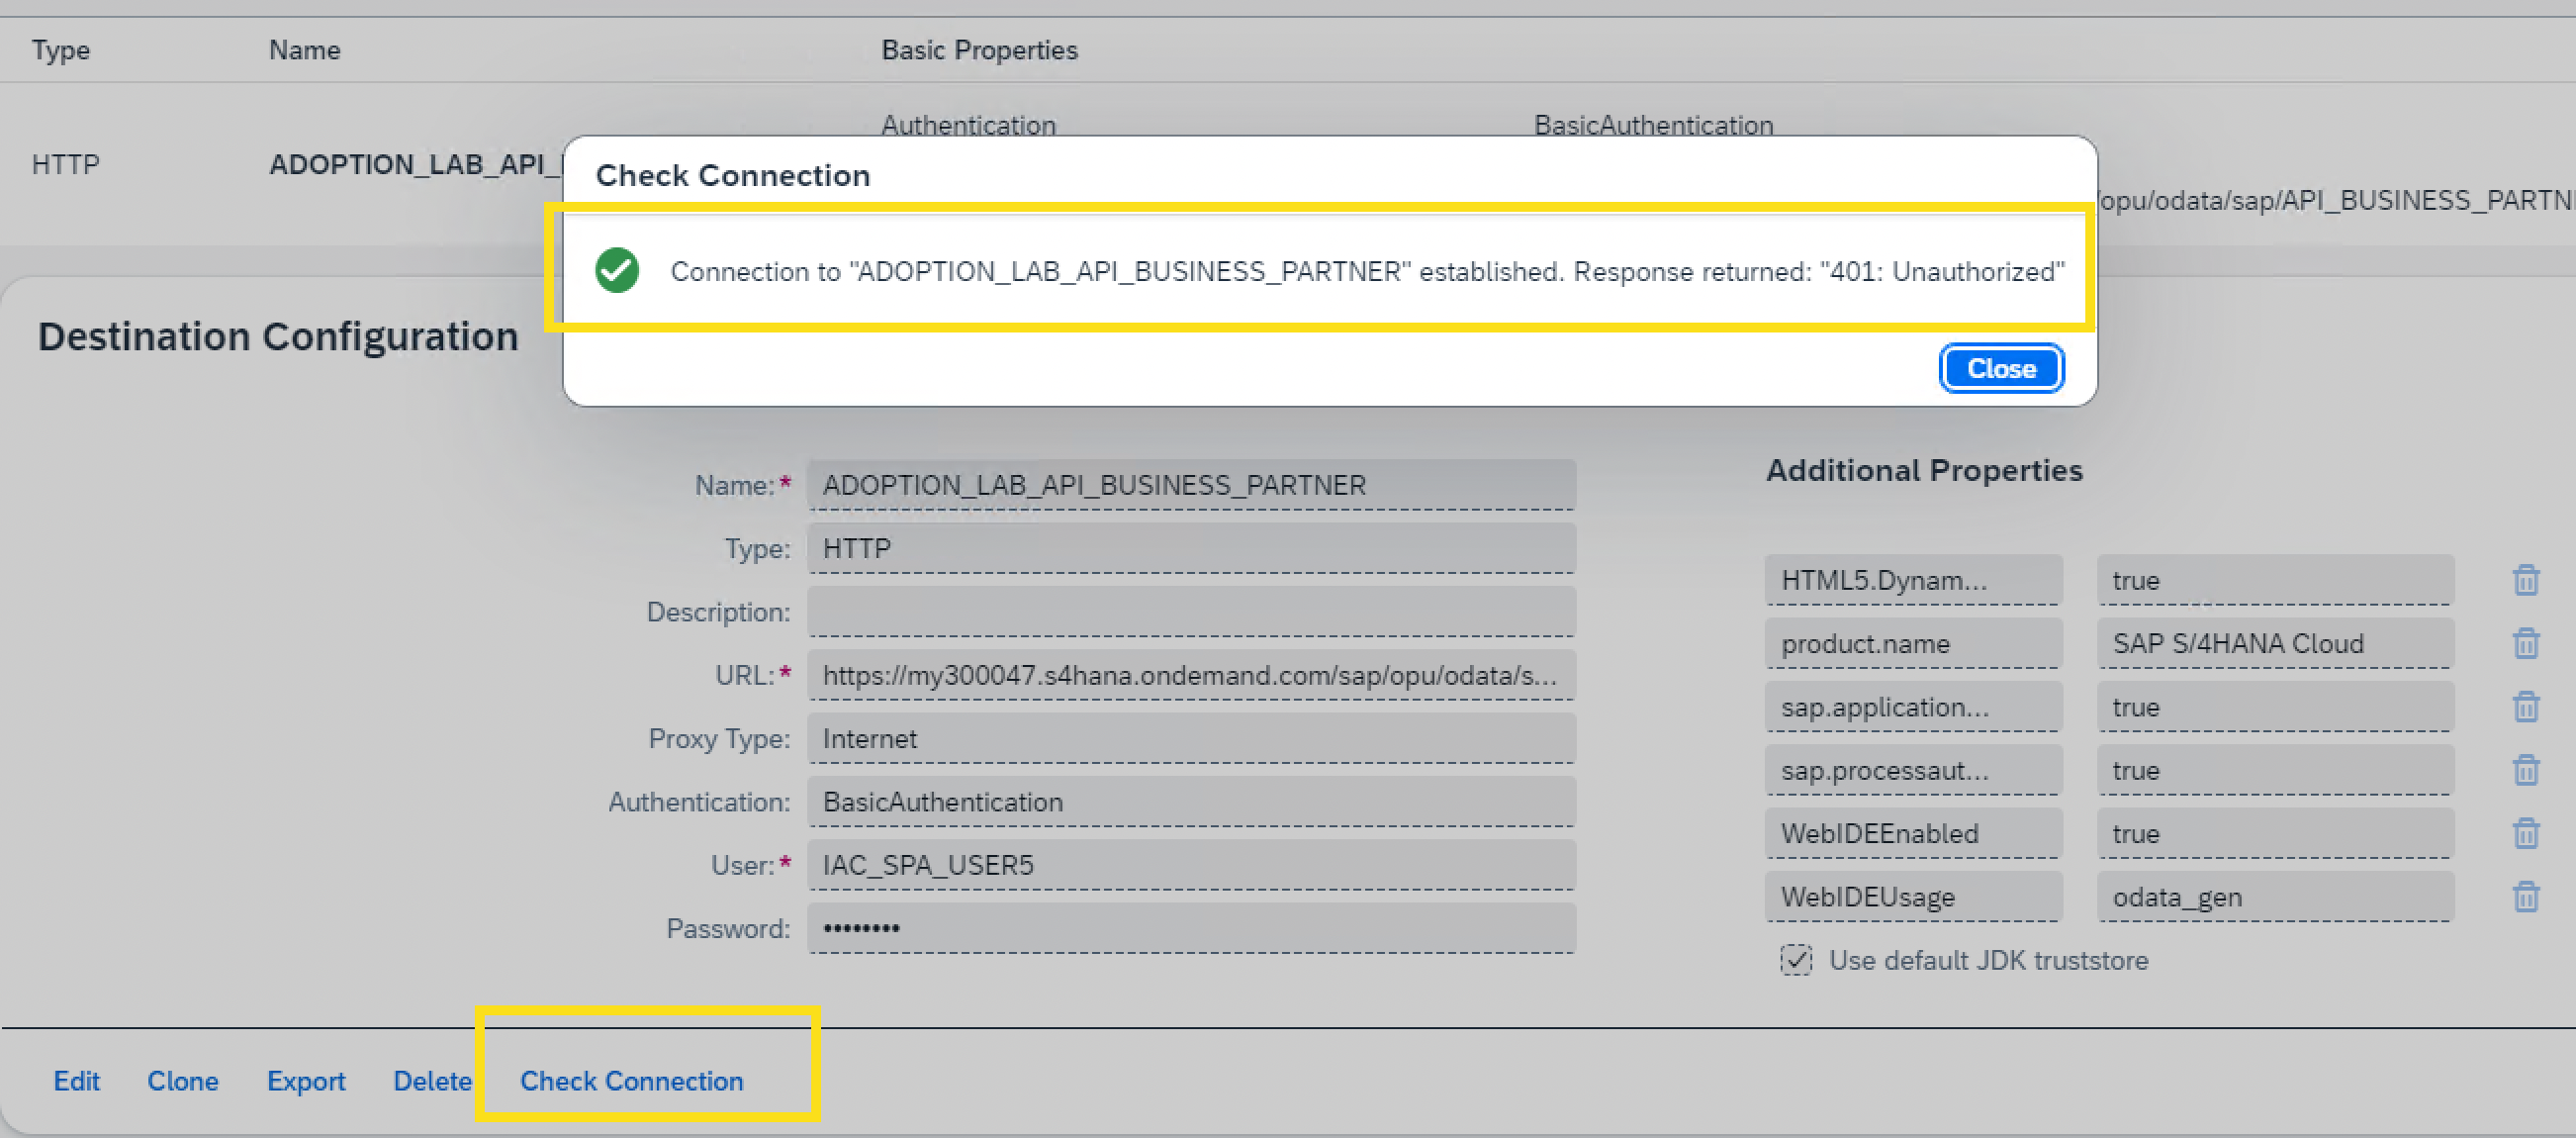 Type Name Basic Properties
Authentication BasicAuthentication
HTTP ADOPTION_LAB_API_
/opu/odata/sap/API_BUSINESS_PARTN
Check Connection
Connection to "ADOPTION_LAB_API_BUSINESS_PARTNER" established. Response returned: "401: Unauthorized"
Close
Destination Configuration
Name:* ADOPTION_LAB_API_BUSINESS_PARTNER
Type: HTTP
Description:
URL:* https://my300047.s4hana.ondemand.com/sap/opu/odata/s...
Proxy Type: Internet
Authentication: BasicAuthentication
User:* IAC_SPA_USER5
Password: ••••••••
Additional Properties
HTML5.Dynam... true
product.name SAP S/4HANA Cloud
sap.application... true
sap.processaut... true
WebIDEEnabled true
WebIDEUsage odata_gen
Use default JDK truststore
Edit Clone Export Delete Check Connection